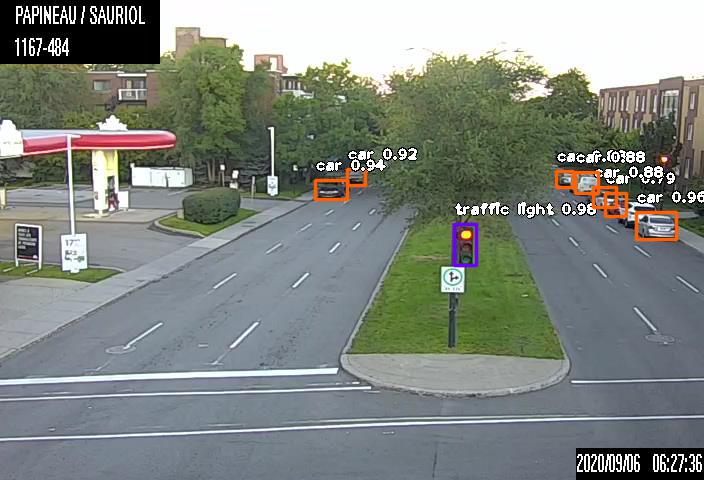 PAPINEAU / SAURIOL
1167-484
car 0.92
car 0.94
car 0.88
car 0.96
traffic light 0.98
17
2020/09/06 06:27:36